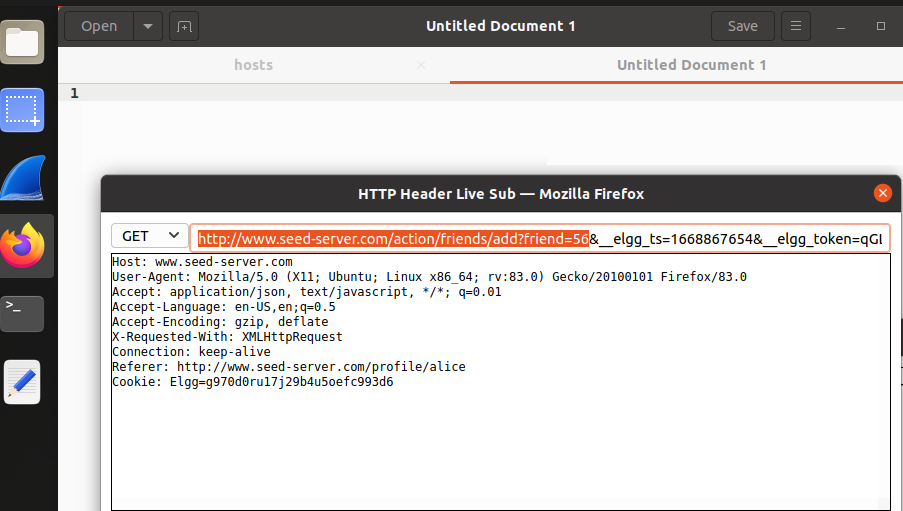 Open Untitled Document 1 Save
hosts Untitled Document 1
1
HTTP Header Live Sub — Mozilla Firefox
GET http://www.seed-server.com/action/friends/add?friend=56&__elgg_ts=1668867654&__elgg_token=qGL
Host: www.seed-server.com
User-Agent: Mozilla/5.0 (X11; Ubuntu; Linux x86_64; rv:83.0) Gecko/20100101 Firefox/83.0
Accept: application/json, text/javascript, */*; q=0.01
Accept-Language: en-US,en;q=0.5
Accept-Encoding: gzip, deflate
X-Requested-With: XMLHttpRequest
Connection: keep-alive
Referer: http://www.seed-server.com/profile/alice
Cookie: Elgg=g970d0ru17j29b4u5oefc993d6